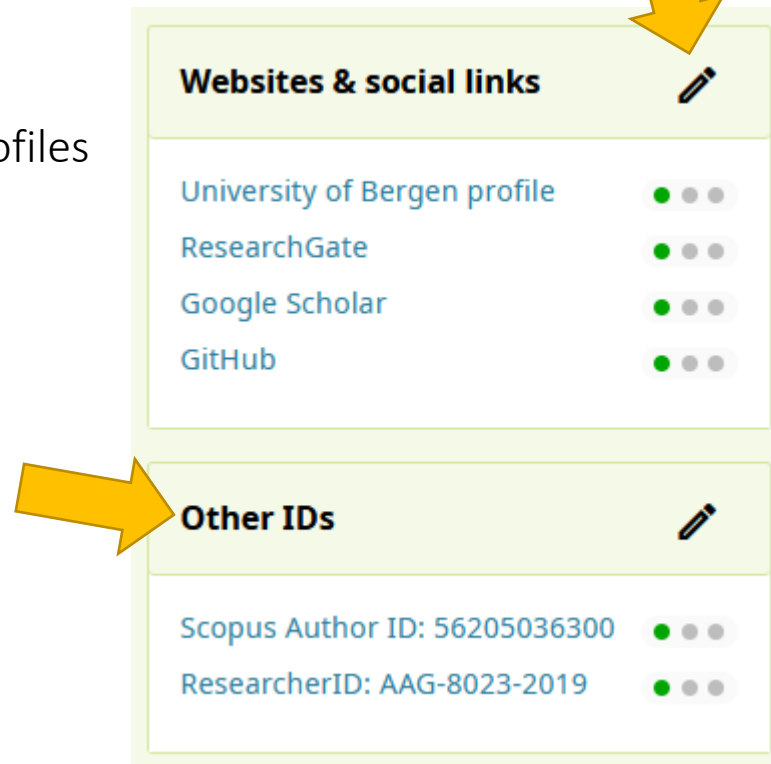 Websites & social links
University of Bergen profile
ResearchGate
Google Scholar
GitHub
Other IDs
Scopus Author ID: 56205036300
ResearcherID: AAG-8023-2019